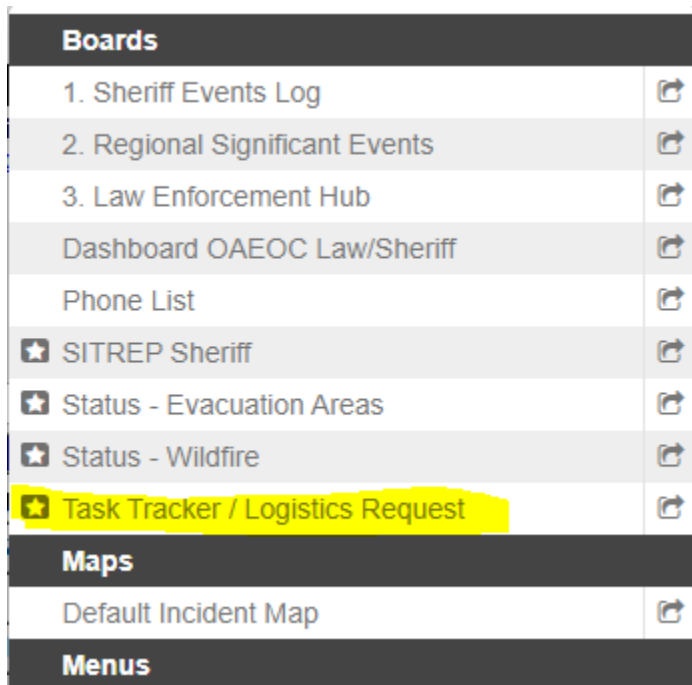 Boards
1. Sheriff Events Log
2. Regional Significant Events
3. Law Enforcement Hub
Dashboard OAEOC Law/Sheriff
Phone List
SITREP Sheriff
Status - Evacuation Areas
Status - Wildfire
Task Tracker / Logistics Request
Maps
Default Incident Map
Menus